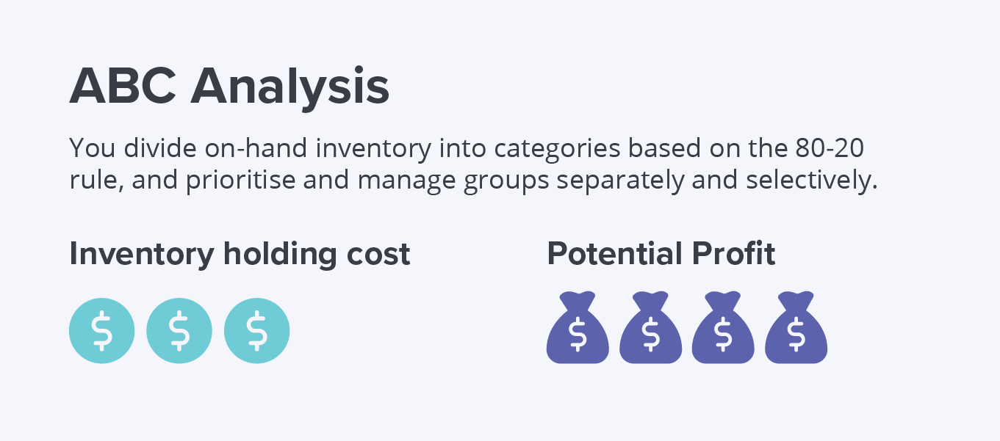 ABC Analysis
You divide on-hand inventory into categories based on the 80-20
rule, and prioritise and manage groups separately and selectively.
Inventory holding cost
Potential Profit
$ $ $
$ $ $ $